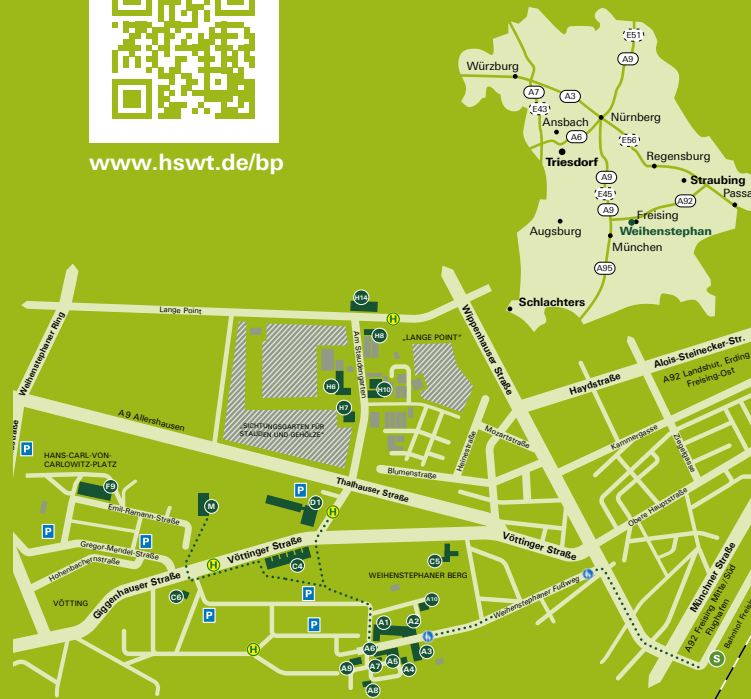 www.hswt.de/bp
E51
A9
Würzburg
A7
A3
E43
Nürnberg
Ansbach
A6
E56
Triesdorf
Regensburg
A9
Straubing
E45
A92
Passa
A9
Freising
Augsburg
Weihenstephan
München
A95
Schlachters
H14
Lange Point
H
Weihenstephaner Ring
Am Staudengarten
H8
„LANGE POINT“
Wippenhauser Straße
Alois-Steinecker-Str.
A92 Landshut, Erding
Freising-Ost
Haydstraße
H6
H10
H7
A9 Allershausen
„SICHTUNGSGARTEN FÜR
STAUDEN UND GEHÖLZE“
Heinestraße
Mozartstraße
Kammergasse
Ziegelgasse
straße
P
HANS-CARL-VON-
CARLOWITZ-PLATZ
Blumenstraße
Thalhauser Straße
F9
P
M
D1
H
Emil-Ramann-Straße
Obere Hauptstraße
P
P
Gregor-Mendel-Straße
Hohenbachernstraße
Vöttinger Straße
Vöttinger Straße
H
C4
C5
WEIHENSTEPHANER BERG
Giggenhauser Straße
Weihenstephaner Fußweg
Münchner Straße
A92 Freising Mitte/Süd
Flughafen
Bahnhof Freis
VÖTTING
C6
P
P
P
A10
A1
A2
H
A6
A3
A9
A7
A5
A4
A8
S